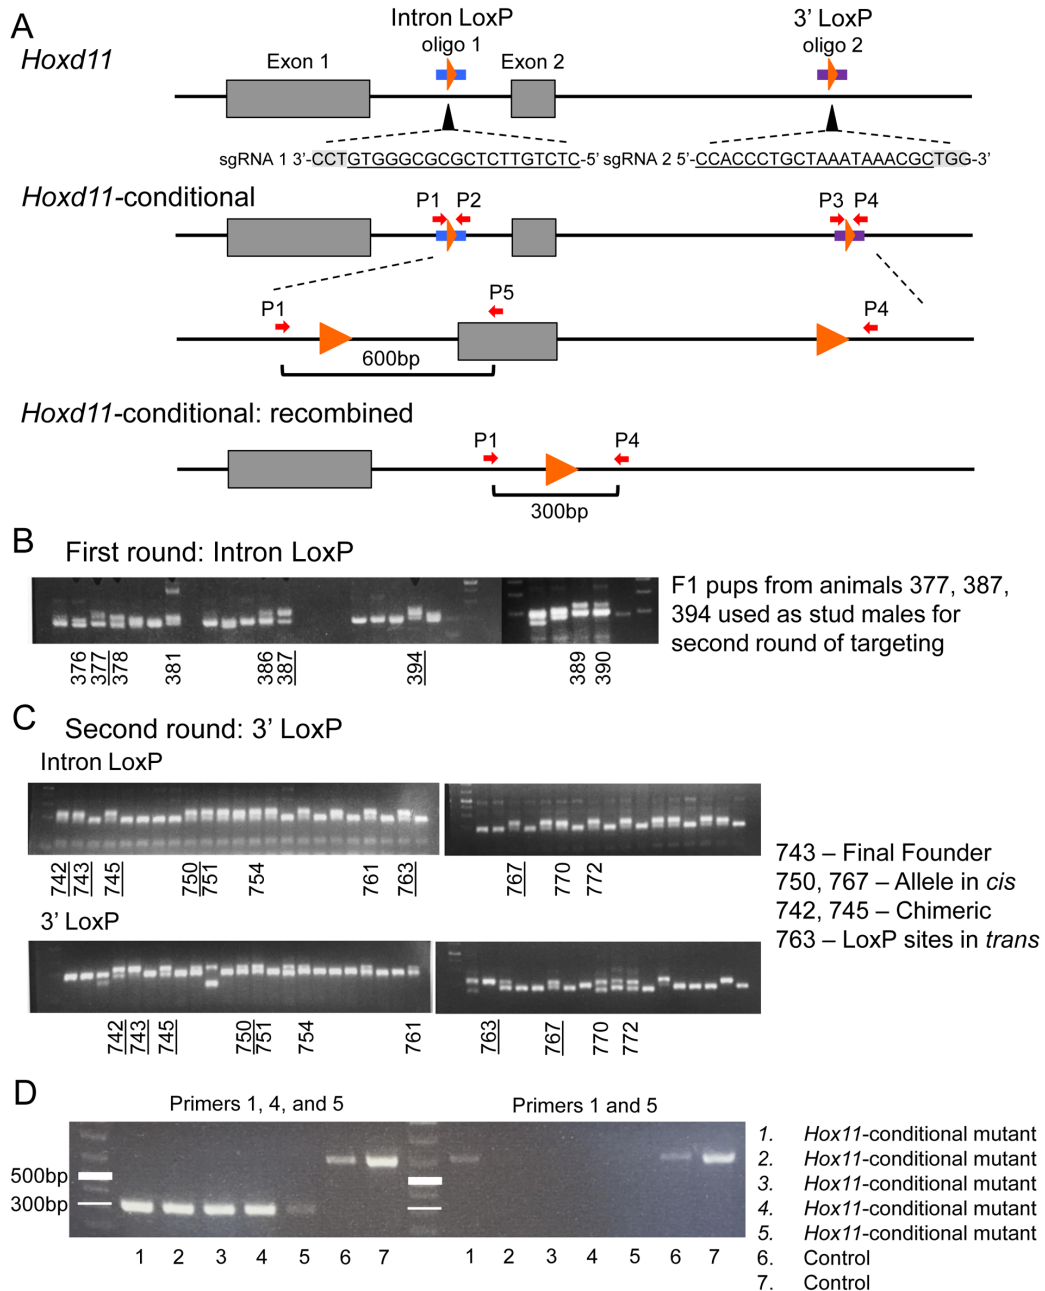 A
Intron LoxP
3’ LoxP
Hoxd11
oligo 1
oligo 2
Exon 1
Exon 2
sgRNA 1 3’-CCTGTGGGCGCGCTCTTGTCTC-5’
sgRNA 2 5’-CCACCCTGCTAAATAAACGCTGG-3’
Hoxd11-conditional
P1
P2
P3
P4
P1
P5
P4
600bp
Hoxd11-conditional: recombined
P1
P4
300bp
B
First round: Intron LoxP
F1 pups from animals 377, 387,
394 used as stud males for
second round of targeting
376
377
378
381
386
387
394
389
390
C
Second round: 3’ LoxP
Intron LoxP
742
743
745
750
751
754
761
763
767
770
772
743 – Final Founder
750, 767 – Allele in cis
742, 745 – Chimeric
763 – LoxP sites in trans
3’ LoxP
742
743
745
750
751
754
761
763
767
770
772
D
Primers 1, 4, and 5
Primers 1 and 5
500bp
300bp
1 2 3 4 5 6 7
1 2 3 4 5 6 7
1. Hox11-conditional mutant
2. Hox11-conditional mutant
3. Hox11-conditional mutant
4. Hox11-conditional mutant
5. Hox11-conditional mutant
6. Control
7. Control